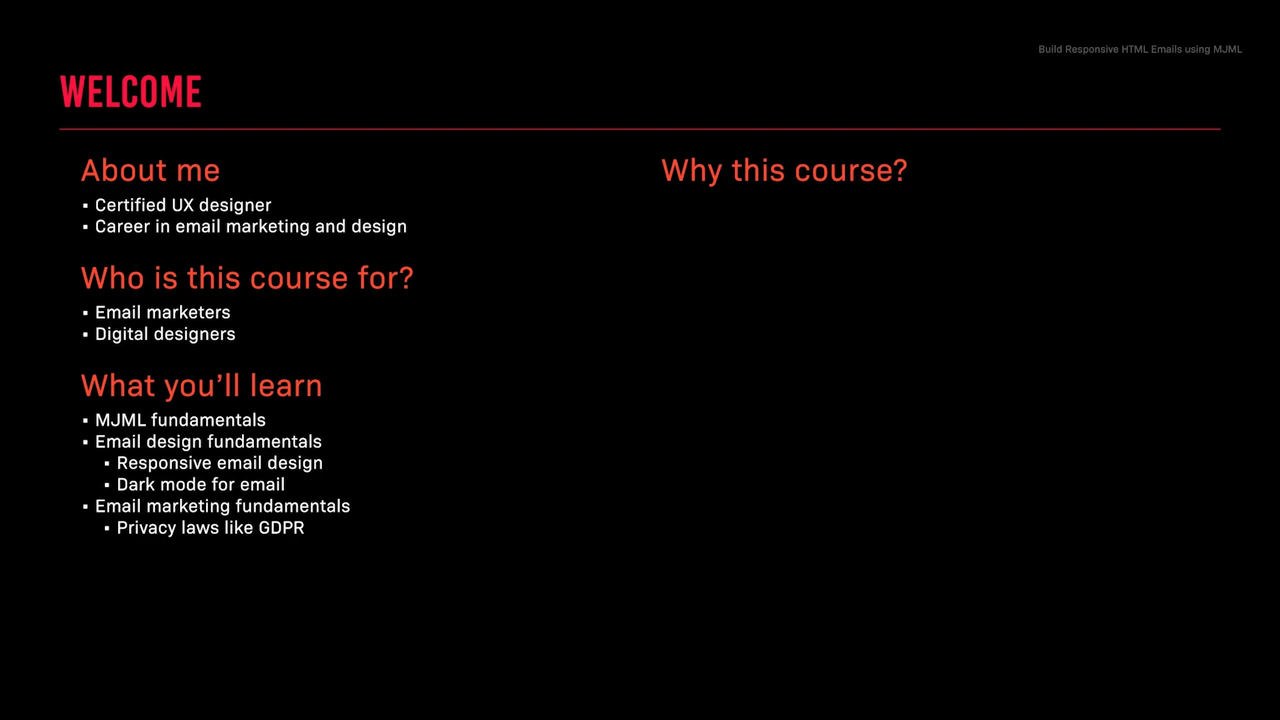 Build Responsive HTML Emails using MJML
WELCOME
About me
▪ Certified UX designer
▪ Career in email marketing and design
Who is this course for?
▪ Email marketers
▪ Digital designers
What you’ll learn
▪ MJML fundamentals
▪ Email design fundamentals
▪ Responsive email design
▪ Dark mode for email
▪ Email marketing fundamentals
▪ Privacy laws like GDPR
Why this course?